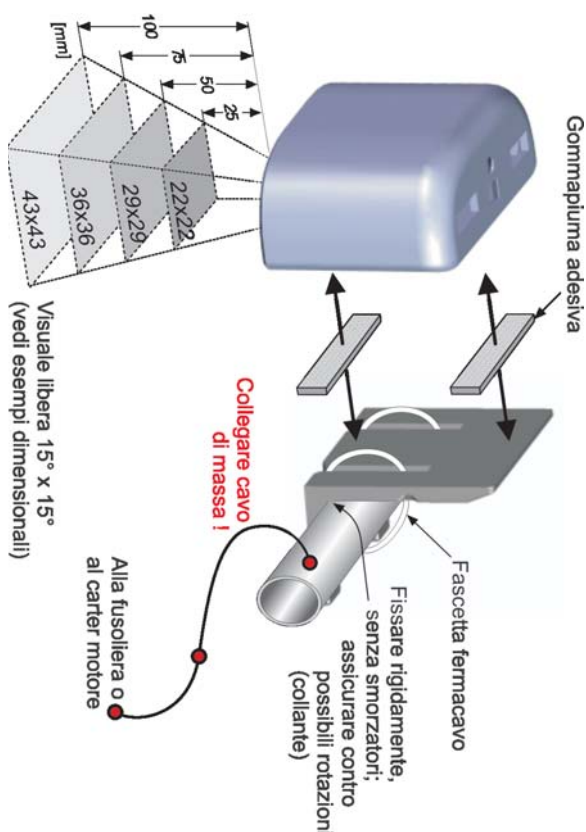 Gommapiuma adesiva
Fascetta fermacavo
Fissare rigidamente,
senza smorzatori;
assicurare contro
possibili rotazioni
(collante)
Collegare cavo
di massa !
Alla fusoliera o
al carter motore
[mm]
100
75
50
25
22x22
29x29
36x36
43x43
Visuale libera 15° x 15°
(vedi esempi dimensionali)